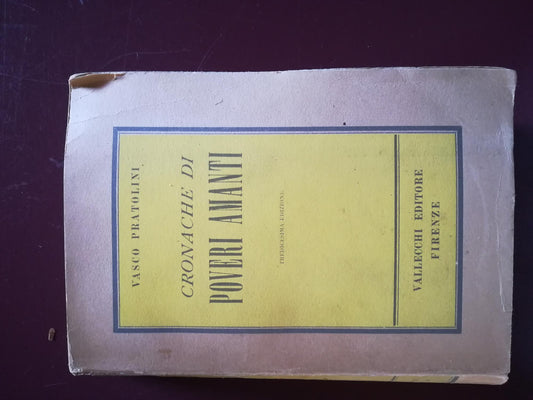 VASCO PRATOLINI
CRONACHE DI
POVERI AMANTI
TREDICESIMA EDIZIONE
VALLECCHI EDITORE
FIRENZE